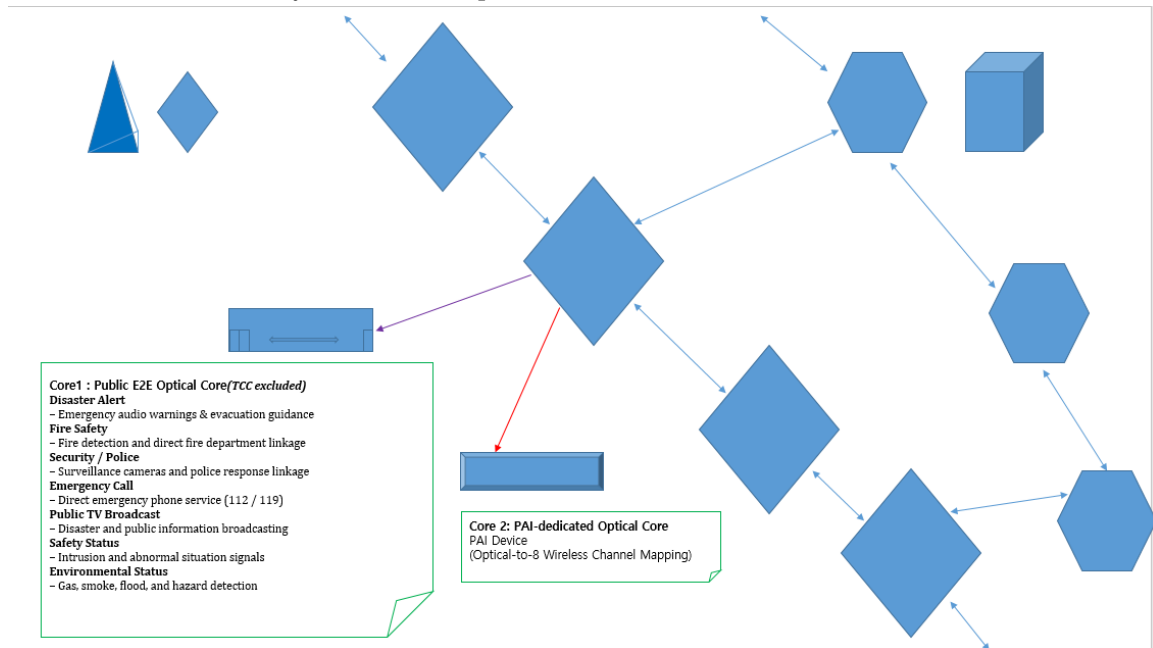 Core1 : Public E2E Optical Core(TCC excluded)
Disaster Alert
– Emergency audio warnings & evacuation guidance
Fire Safety
– Fire detection and direct fire department linkage
Security / Police
– Surveillance cameras and police response linkage
Emergency Call
– Direct emergency phone service (112 / 119)
Public TV Broadcast
– Disaster and public information broadcasting
Safety Status
– Intrusion and abnormal situation signals
Environmental Status
– Gas, smoke, flood, and hazard detection
Core 2: PAI-dedicated Optical Core
PAI Device
(Optical-to-8 Wireless Channel Mapping)